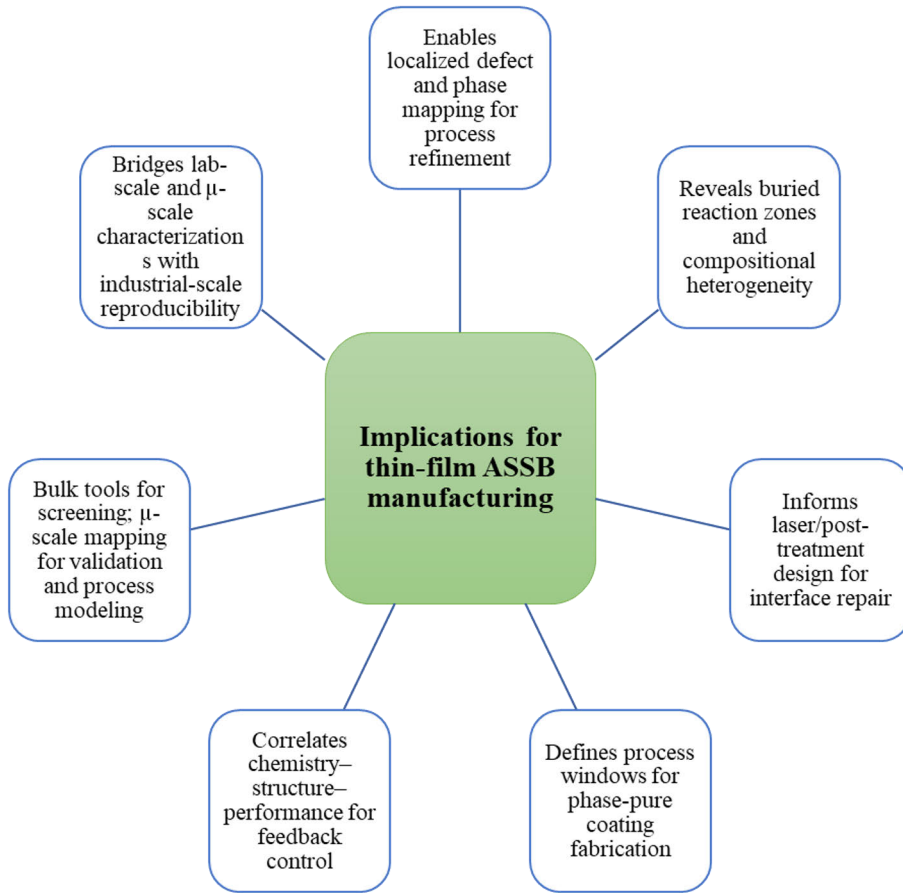 Enables
localized defect
and phase
mapping for
process
refinement
Reveals buried
reaction zones
and
compositional
heterogeneity
Informs
laser/post-
treatment
design for
interface repair
Defines process
windows for
phase-pure
coating
fabrication
Correlates
chemistry–
structure–
performance for
feedback control
Bulk tools for
screening; μ-
scale mapping
for validation
and process
modeling
Bridges lab-
scale and μ-
scale
characterization
s with
industrial-scale
reproducibility
Implications for
thin-film ASSB
manufacturing